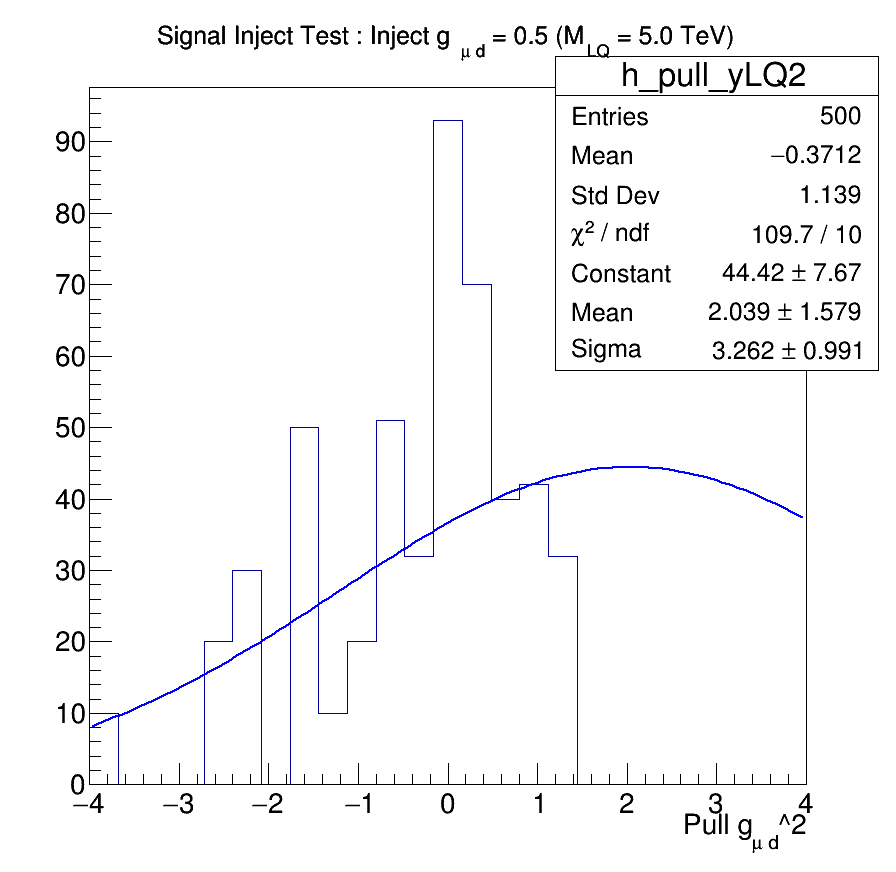 Signal Inject Test : Inject g μ d = 0.5 (M LQ = 5.0 TeV)
h_pull_yLQ2
Entries 500
Mean −0.3712
Std Dev 1.139
χ² / ndf 109.7 / 10
Constant 44.42 ± 7.67
Mean 2.039 ± 1.579
Sigma 3.262 ± 0.991
90
80
70
60
50
40
30
20
10
0
−4 −3 −2 −1 0 1 2 3 4
Pull g μ d ^2